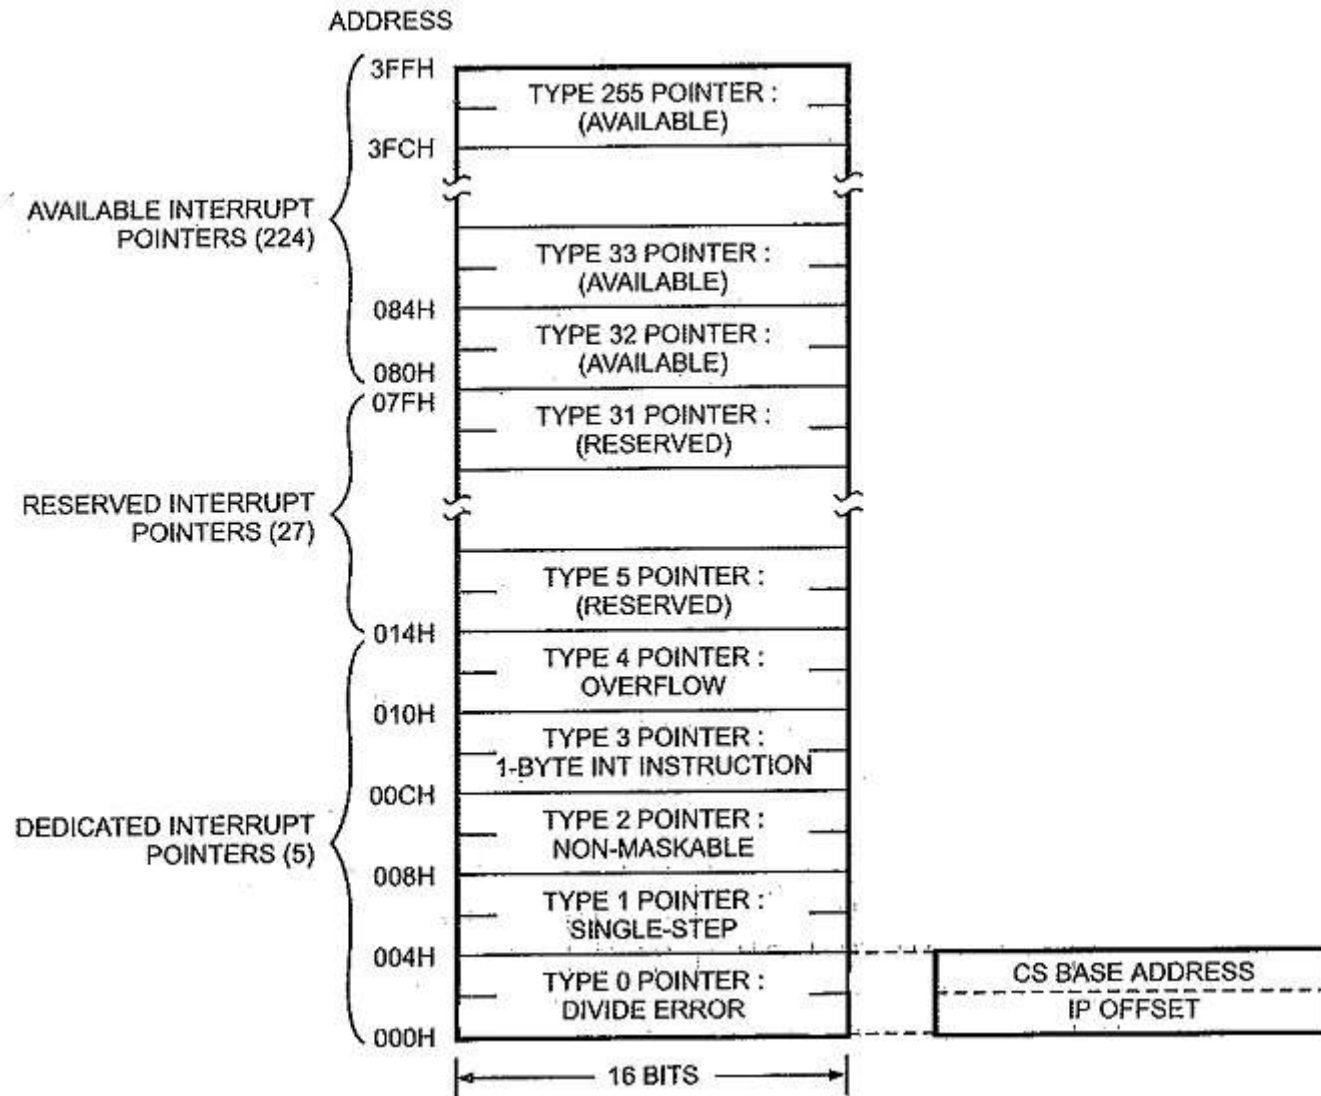 ADDRESS
3FFH
TYPE 255 POINTER :
(AVAILABLE)
3FCH
AVAILABLE INTERRUPT
POINTERS (224)
TYPE 33 POINTER :
(AVAILABLE)
084H
TYPE 32 POINTER :
(AVAILABLE)
080H
07FH
TYPE 31 POINTER :
(RESERVED)
RESERVED INTERRUPT
POINTERS (27)
TYPE 5 POINTER :
(RESERVED)
014H
TYPE 4 POINTER :
OVERFLOW
010H
TYPE 3 POINTER :
1-BYTE INT INSTRUCTION
00CH
DEDICATED INTERRUPT
POINTERS (5)
TYPE 2 POINTER :
NON-MASKABLE
008H
TYPE 1 POINTER :
SINGLE-STEP
004H
TYPE 0 POINTER :
DIVIDE ERROR
000H
CS BASE ADDRESS
IP OFFSET
16 BITS